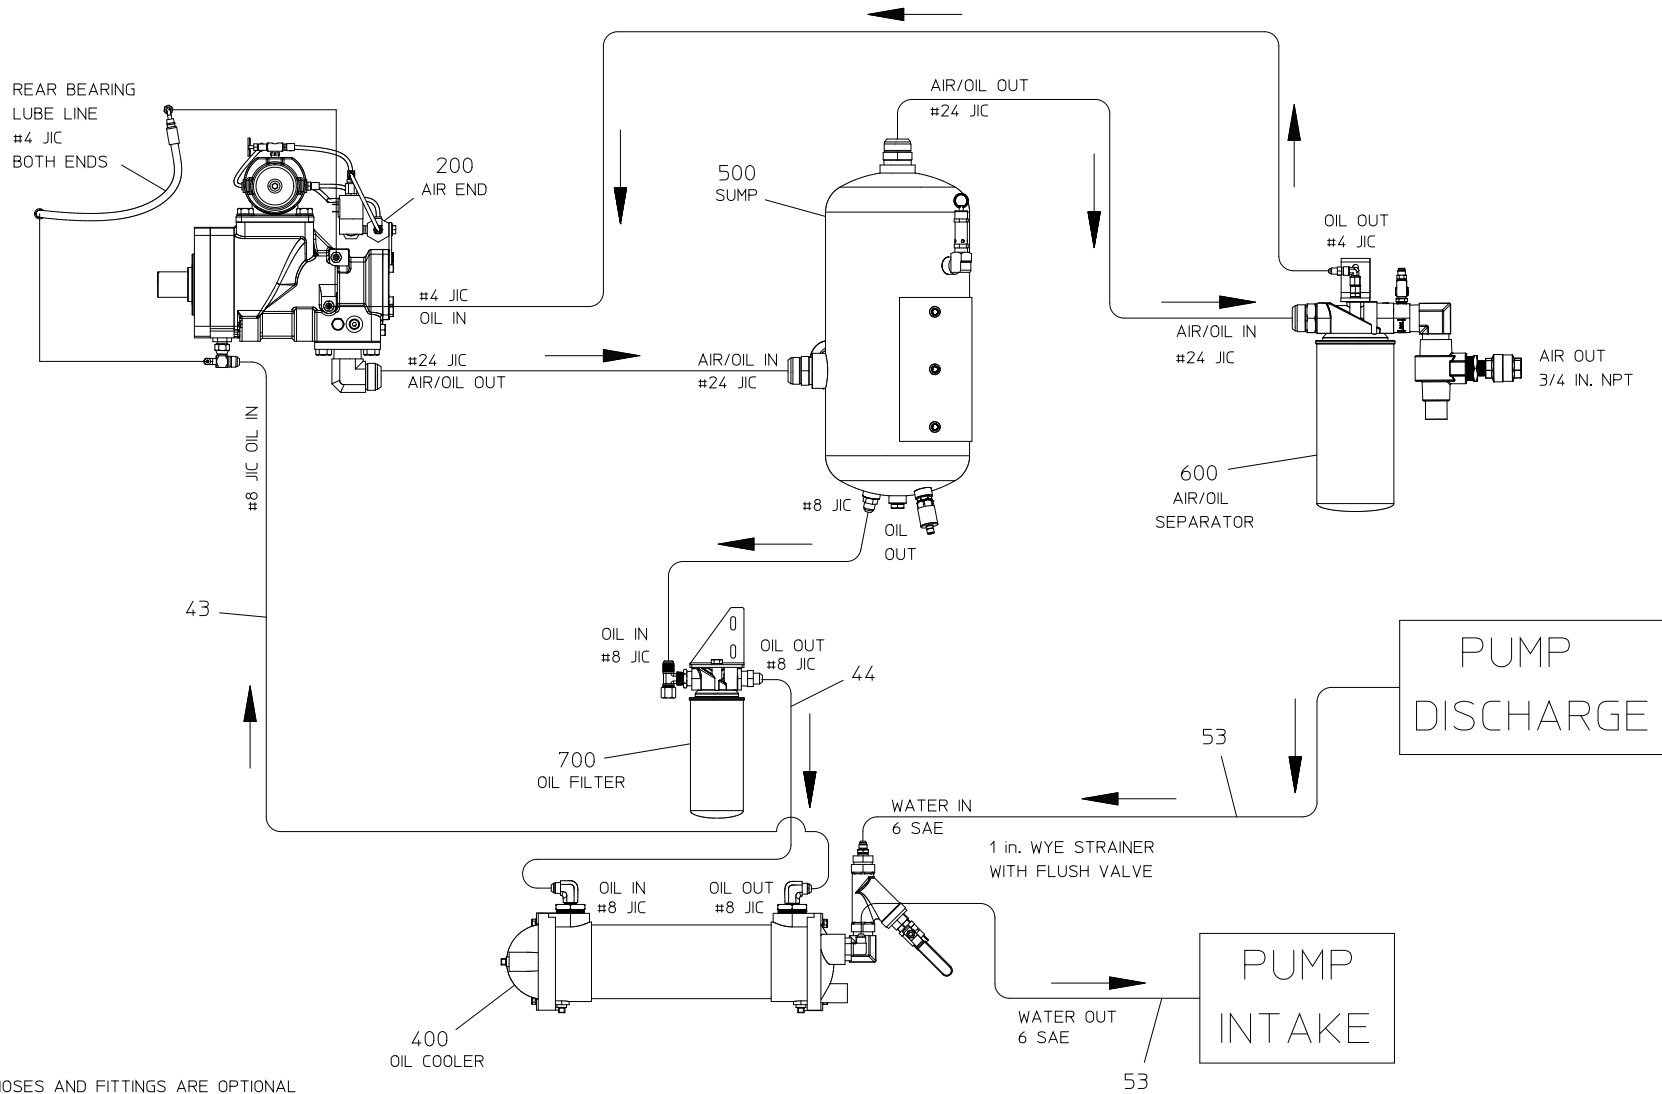 REAR BEARING
LUBE LINE
#4 JIC
BOTH ENDS
200
AIR END
#4 JIC
OIL IN
#24 JIC
AIR/OIL OUT
#8 JIC OIL IN
AIR/OIL IN
#24 JIC
500
SUMP
AIR/OIL OUT
#24 JIC
#8 JIC
OIL
OUT
OIL OUT
#4 JIC
AIR/OIL IN
#24 JIC
AIR OUT
3/4 IN. NPT
600
AIR/OIL
SEPARATOR
43
OIL IN
#8 JIC
OIL OUT
#8 JIC
44
700
OIL FILTER
PUMP
DISCHARGE
53
WATER IN
6 SAE
1 in. WYE STRAINER
WITH FLUSH VALVE
OIL IN
#8 JIC
OIL OUT
#8 JIC
400
OIL COOLER
PUMP
INTAKE
WATER OUT
6 SAE
53
AND FITTINGS ARE OPTIONAL